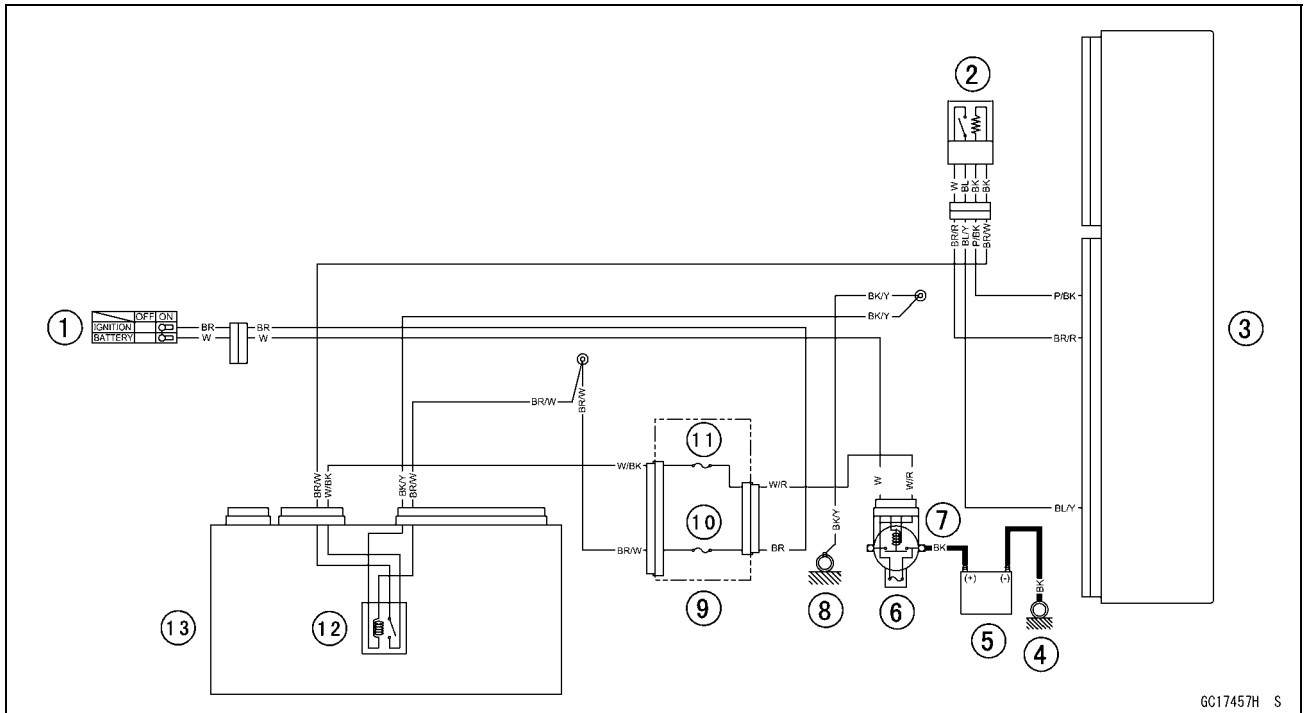 2
W BL BK BK
BR/R BL/Y P/BK BR/W
BK/Y
P/BK
BK/Y
1
OFF ON
IGNITION BR BR
BATTERY W W
BR/R
3
BR/W BR/W
11
W/BK
W/R
BR/W W/BK BK/Y BR/W
W W/R
10
BK/Y
BL/Y
7
BR/W
BR
BK
(+) (-)
BK
13
12
9
8
6
5
4
GC17457H S